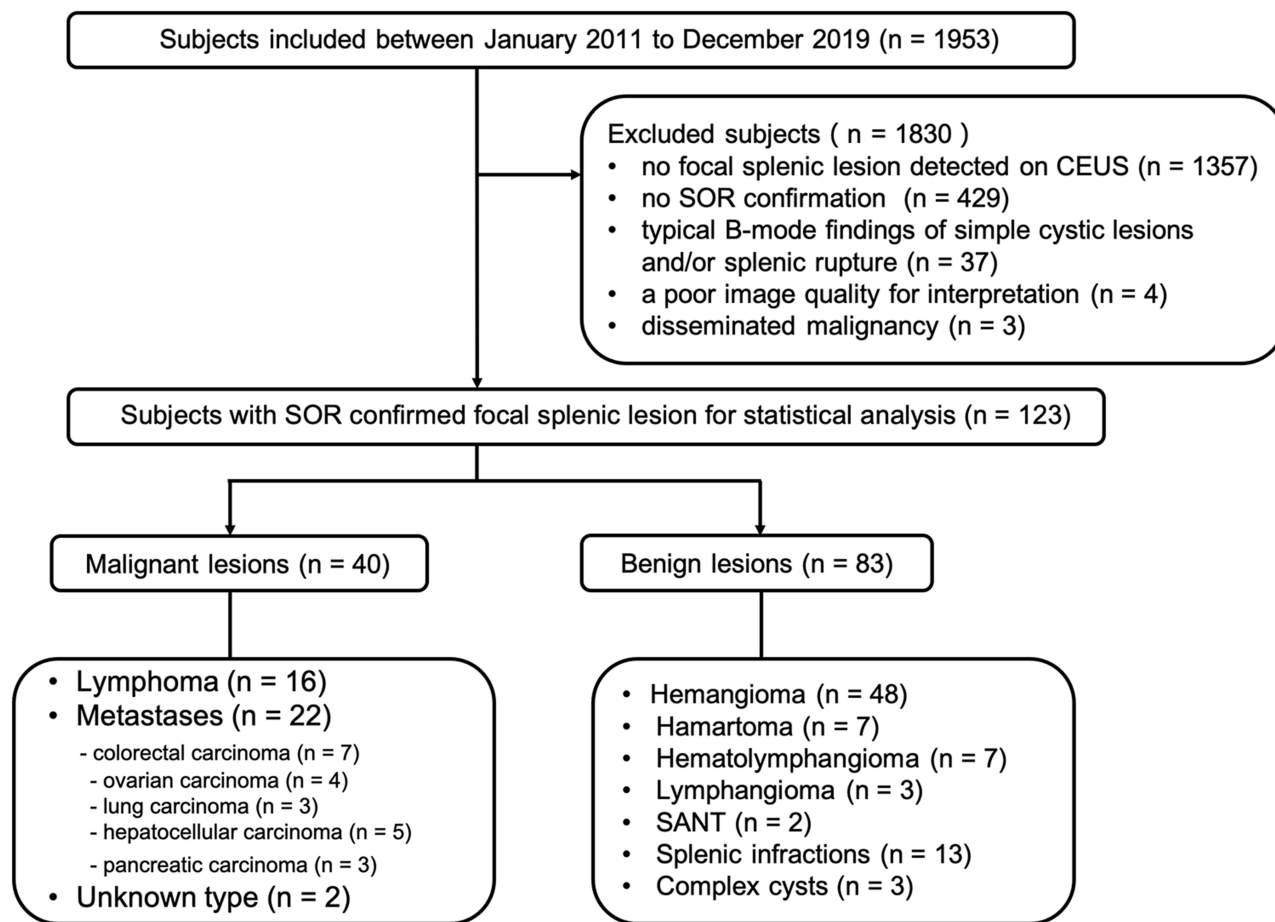 Subjects included between January 2011 to December 2019 (n = 1953)
Excluded subjects ( n = 1830 )
• no focal splenic lesion detected on CEUS (n = 1357)
• no SOR confirmation (n = 429)
• typical B-mode findings of simple cystic lesions
and/or splenic rupture (n = 37)
• a poor image quality for interpretation (n = 4)
• disseminated malignancy (n = 3)
Subjects with SOR confirmed focal splenic lesion for statistical analysis (n = 123)
Malignant lesions (n = 40)
Benign lesions (n = 83)
• Lymphoma (n = 16)
• Metastases (n = 22)
- colorectal carcinoma (n = 7)
- ovarian carcinoma (n = 4)
- lung carcinoma (n = 3)
- hepatocellular carcinoma (n = 5)
- pancreatic carcinoma (n = 3)
• Unknown type (n = 2)
• Hemangioma (n = 48)
• Hamartoma (n = 7)
• Hematolymphangioma (n = 7)
• Lymphangioma (n = 3)
• SANT (n = 2)
• Splenic infractions (n = 13)
• Complex cysts (n = 3)